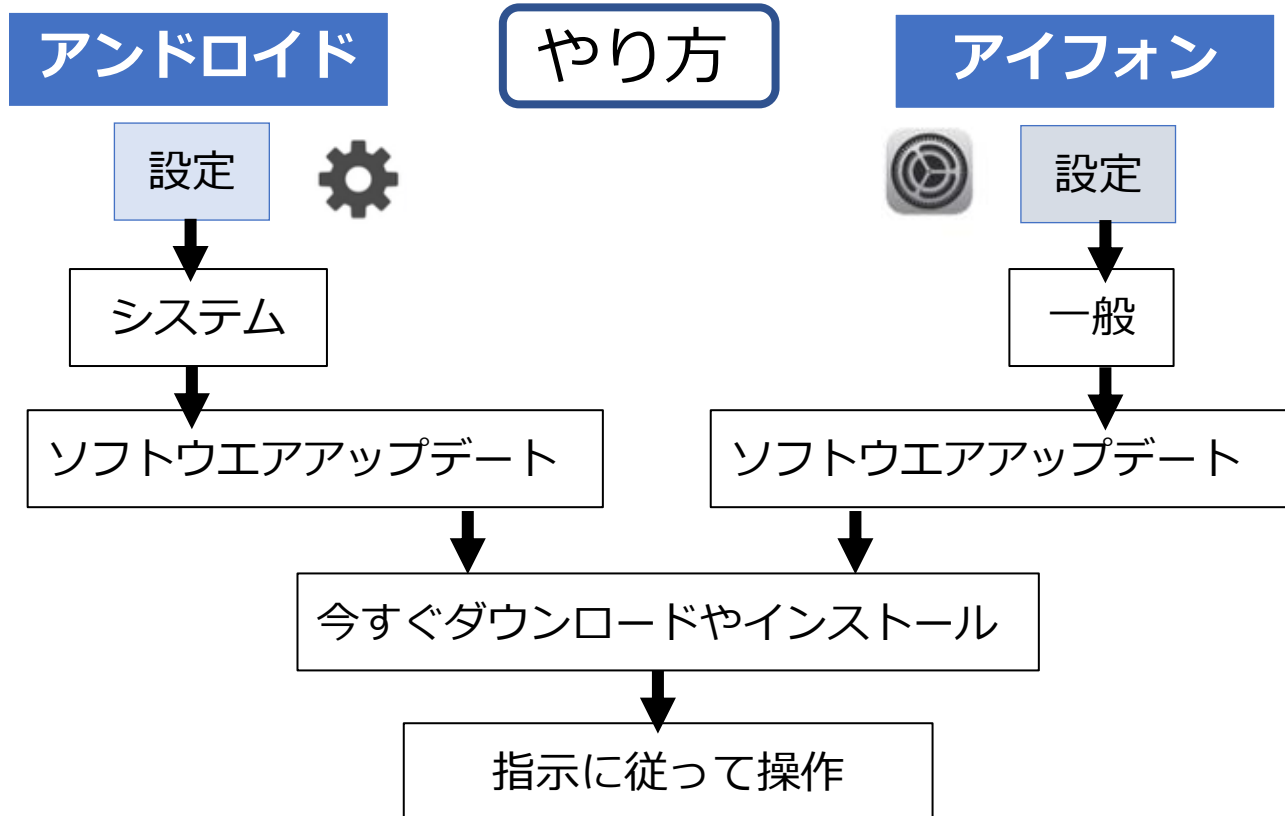 アンドロイド
やり方
アイフォン
設定
設定
システム
一般
ソフトウエアアップデート
ソフトウエアアップデート
今すぐダウンロードやインストール
指示に従って操作